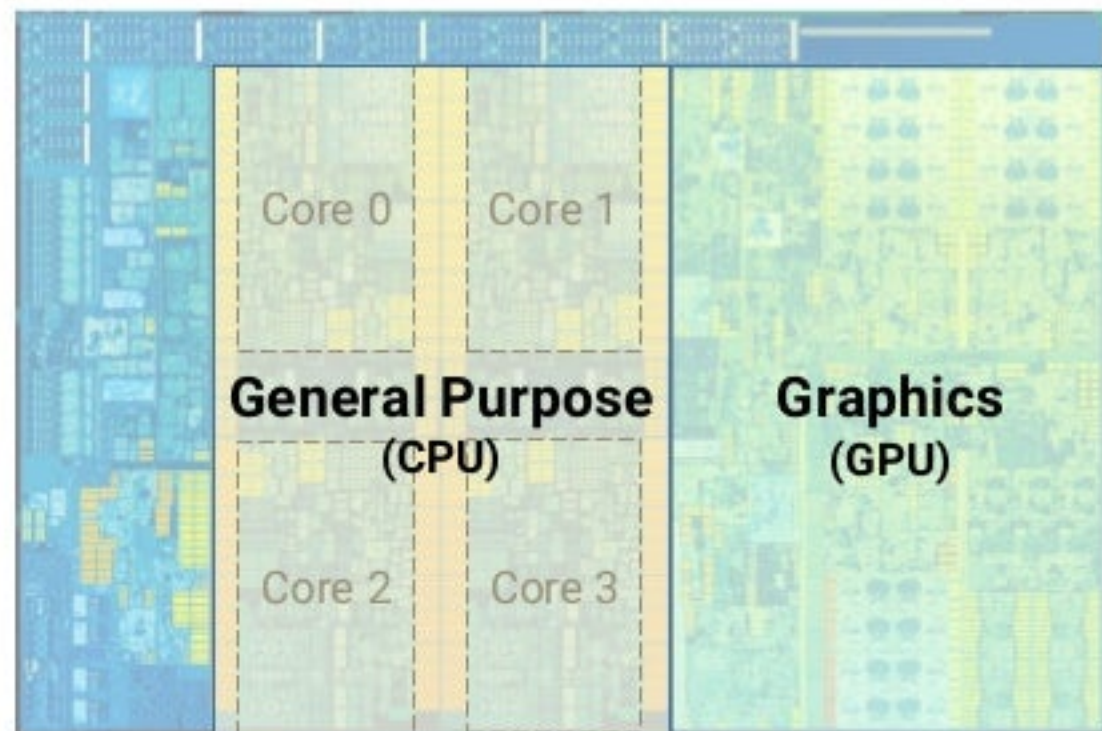 Core 0
Core 1
General Purpose
(CPU)
Graphics
(GPU)
Core 2
Core 3